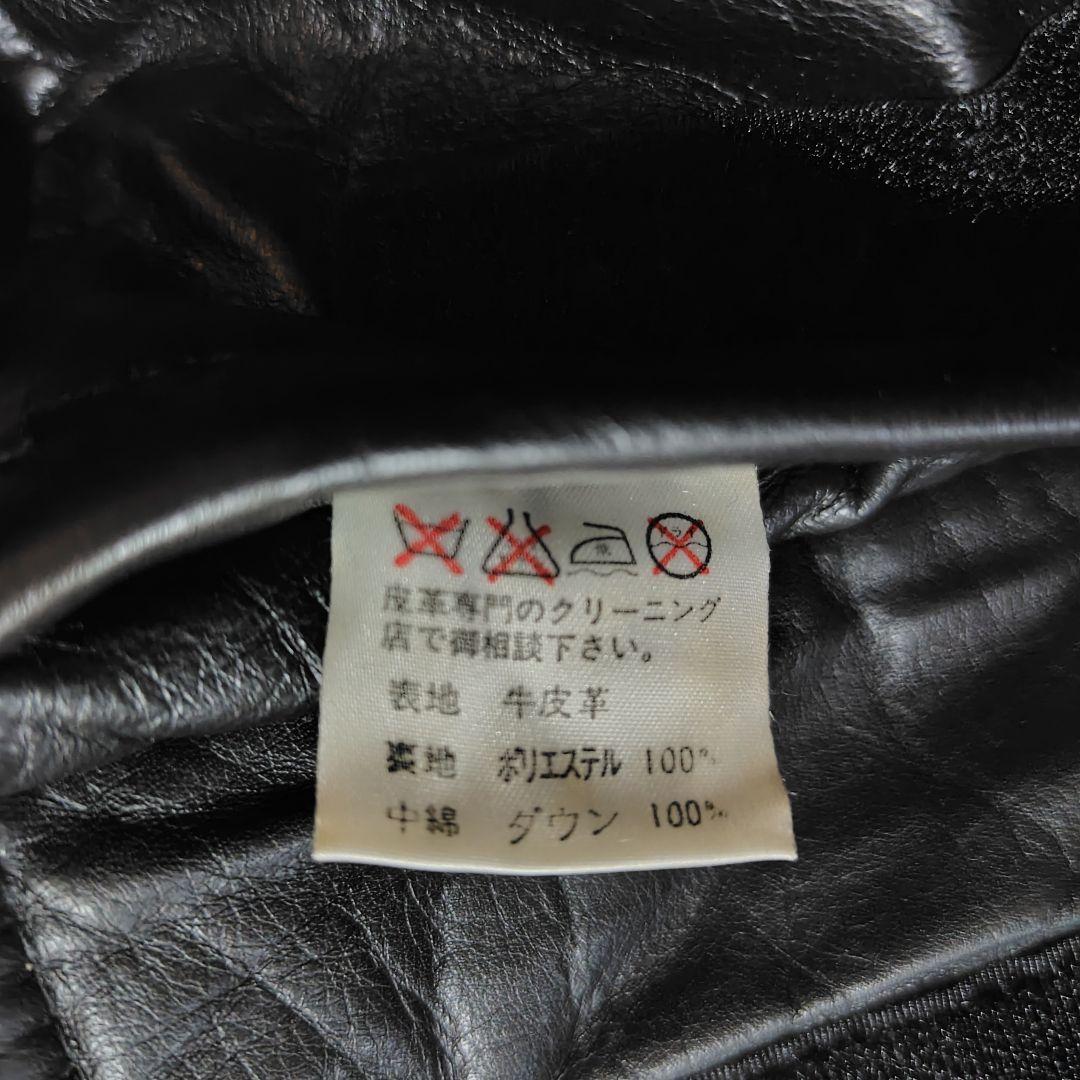 皮革専門のクリーニング
店で御相談下さい。
表地 牛皮革
裏地 ポリエステル 100%
中綿 ダウン 100%